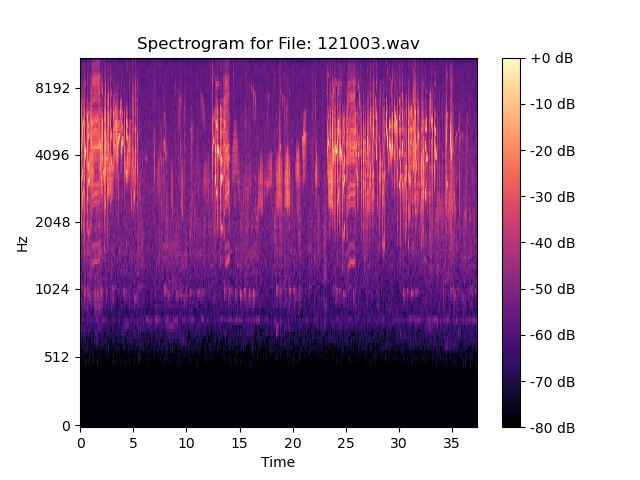 Spectrogram for File: 121003.wav
+0 dB
8192
-10 dB
4096
-20 dB
-30 dB
2048
Hz
-40 dB
1024
-50 dB
-60 dB
512
-70 dB
0
-80 dB
0 5 10 15 20 25 30 35
Time